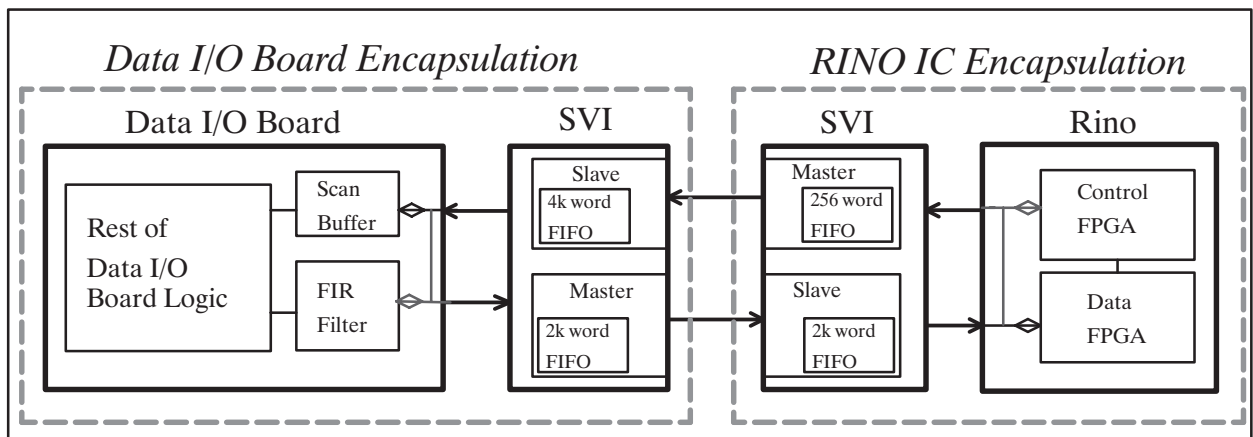 Data I/O Board Encapsulation
RINO IC Encapsulation
Data I/O Board
SVI
SVI
Rino
Rest of
Data I/O
Board Logic
Scan
Buffer
FIR
Filter
Slave
4k word
FIFO
Master
2k word
FIFO
Master
256 word
FIFO
Slave
2k word
FIFO
Control
FPGA
Data
FPGA